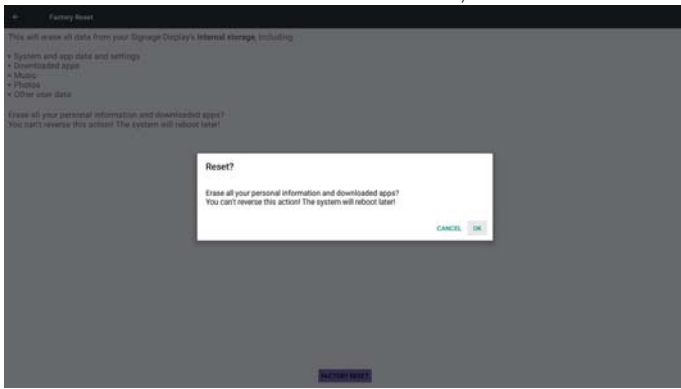 Factory Reset
This will erase all data from your Signage Display's internal storage, including:
• System and app data and settings
• Downloaded apps
• Music
• Photos
• Other user data
Erase all your personal information and downloaded apps?
You can't reverse this action! The system will reboot later!
Reset?
Erase all your personal information and downloaded apps?
You can't reverse this action! The system will reboot later!
CANCEL OK
FACTORY RESET